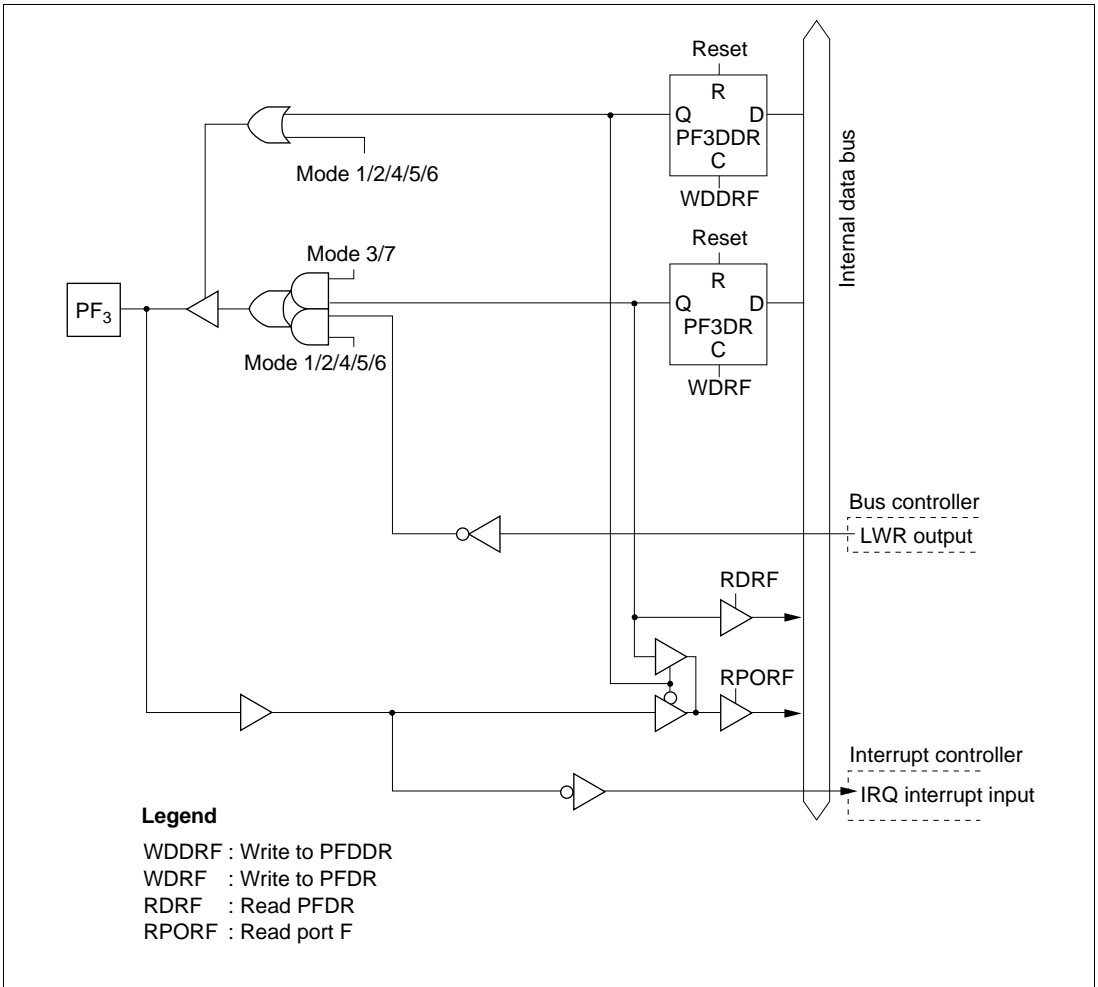 Reset
R
Q D
PF3DDR
C
WDDRF
Mode 1/2/4/5/6
Internal data bus
Reset
R
Mode 3/7
Q D
PF3
PF3DR
C
Mode 1/2/4/5/6
WDRF
Bus controller
LWR output
RDRF
RPORF
Interrupt controller
IRQ interrupt input
Legend
WDDRF : Write to PFDDR
WDRF : Write to PFDR
RDRF : Read PFDR
RPORF : Read port F